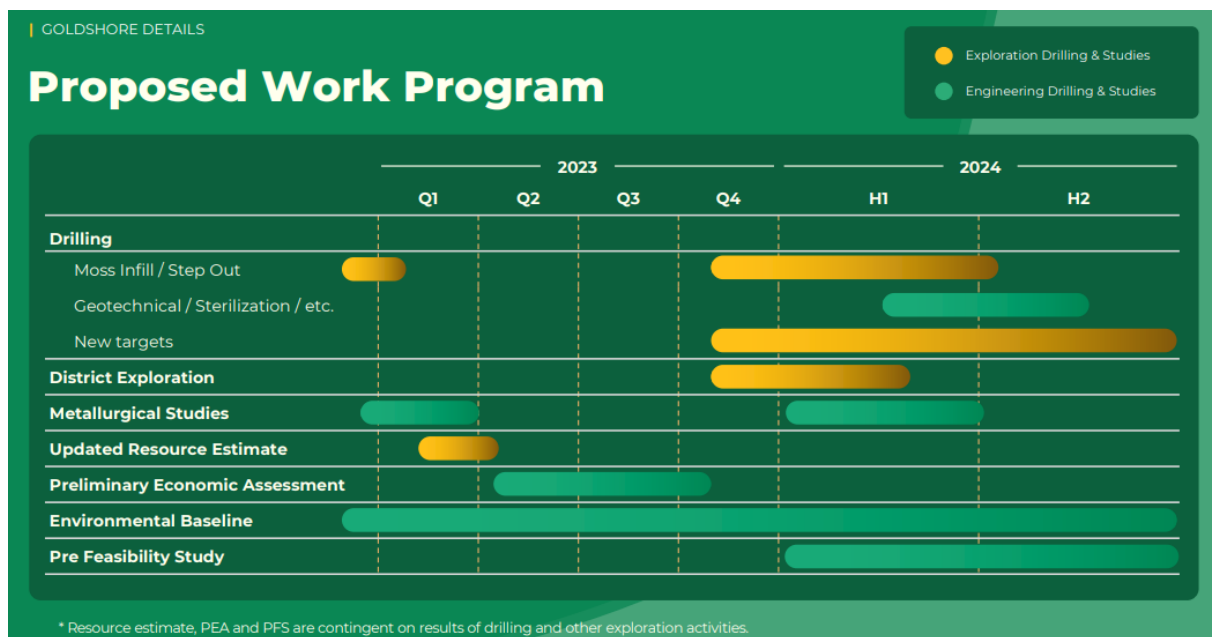 GOLDSHORE DETAILS
Proposed Work Program
Exploration Drilling & Studies
Engineering Drilling & Studies
2023 2024
Q1 Q2 Q3 Q4 H1 H2
Drilling
Moss Infill / Step Out
Geotechnical / Sterilization / etc.
New targets
District Exploration
Metallurgical Studies
Updated Resource Estimate
Preliminary Economic Assessment
Environmental Baseline
Pre Feasibility Study
* Resource estimate, PEA and PFS are contingent on results of drilling and other exploration activities.